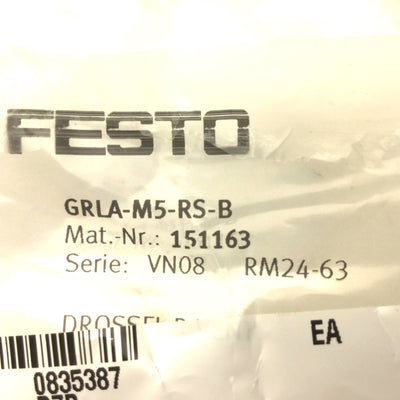 FESTO
GRLA-M5-RS-B
Mat.-Nr.: 151163
Serie: VN08 RM24-63
EA
0835387